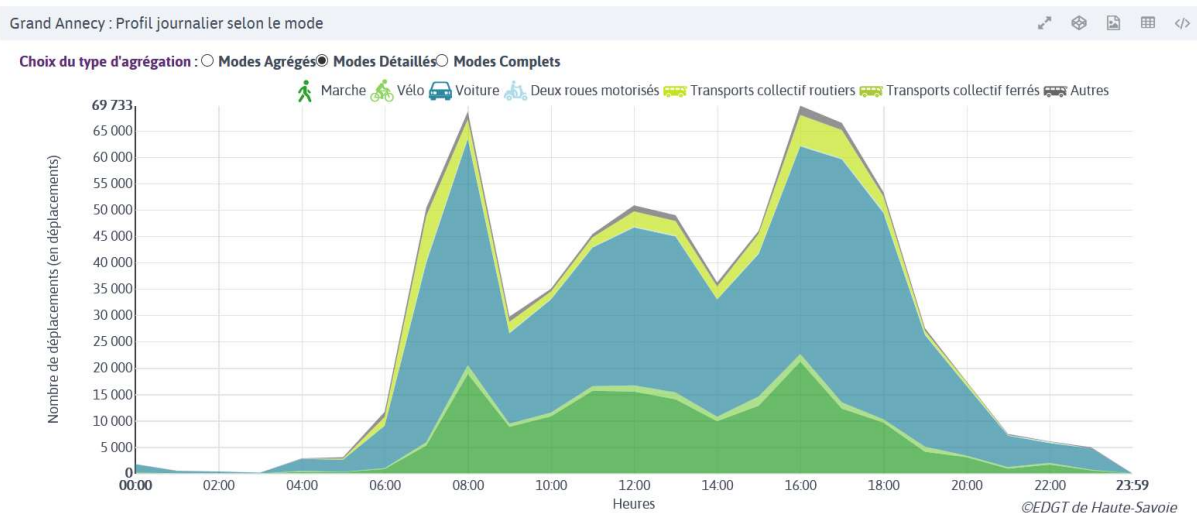 Grand Annecy : Profil journalier selon le mode
Choix du type d'agrégation : Modes Agrégés Modes Détaillés Modes Complets
Marche Vélo Voiture Deux roues motorisés Transports collectif routiers Transports collectif ferrés Autres
Nombre de déplacements (en déplacements)
69 733
65 000
60 000
55 000
50 000
45 000
40 000
35 000
30 000
25 000
20 000
15 000
10 000
5 000
0
00:00 02:00 04:00 06:00 08:00 10:00 12:00 14:00 16:00 18:00 20:00 22:00 23:59
Heures
©EDGT de Haute-Savoie